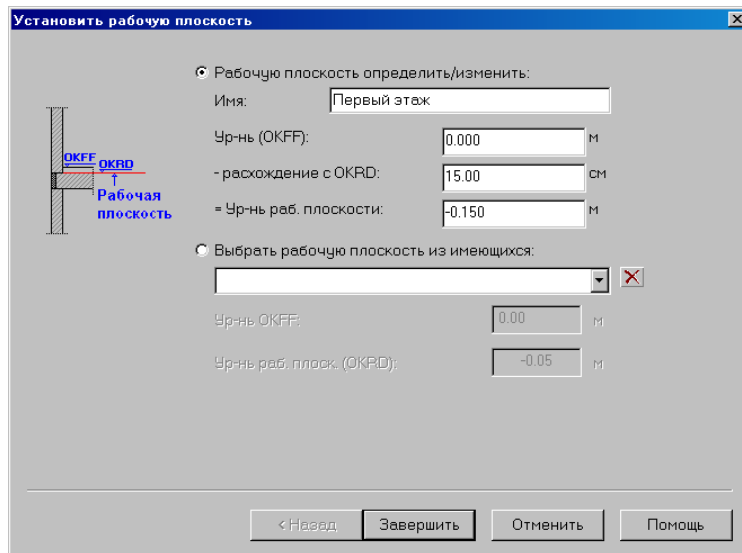 Установить рабочую плоскость
Рабочую плоскость определить/изменить:
Имя: Первый этаж
Ур-нь (OKFF): 0.000 м
- расхождение с OKRD: 15.00 см
= Ур-нь раб. плоскости: -0.150 м
OKFF OKRD
Рабочая
плоскость
Выбрать рабочую плоскость из имеющихся:
Ур-нь OKFF: 0.00 м
Ур-нь раб. плоск. (OKRD): -0.05 м
< Назад Завершить Отменить Помощь